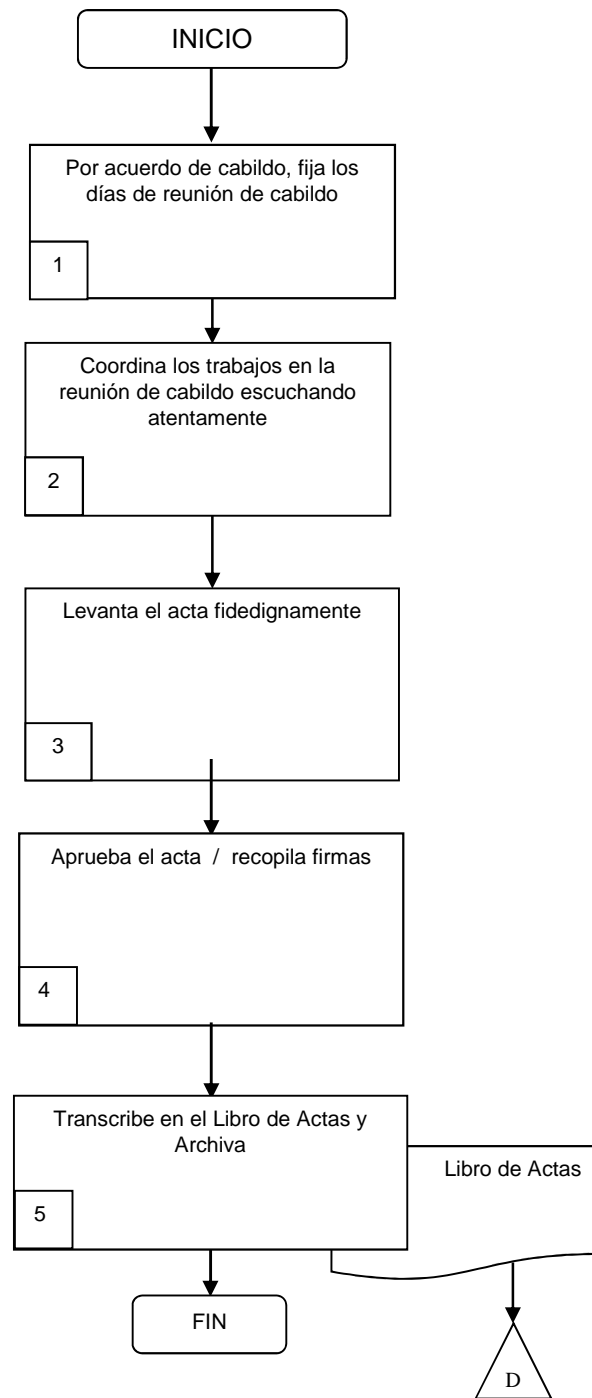 INICIO
Por acuerdo de cabildo, fija los
días de reunión de cabildo
1
Coordina los trabajos en la
reunión de cabildo escuchando
atentamente
2
Levanta el acta fidedignamente
3
Aprueba el acta / recopila firmas
4
Transcribe en el Libro de Actas y
Archiva
5
Libro de Actas
FIN
D